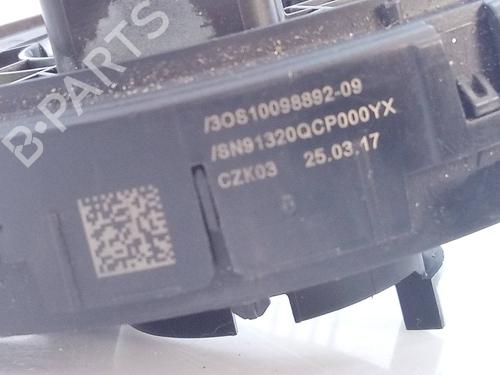 B-PARTS
/3OS10098892-09
/SN91320QCP000YX
CZK03 25.03.17